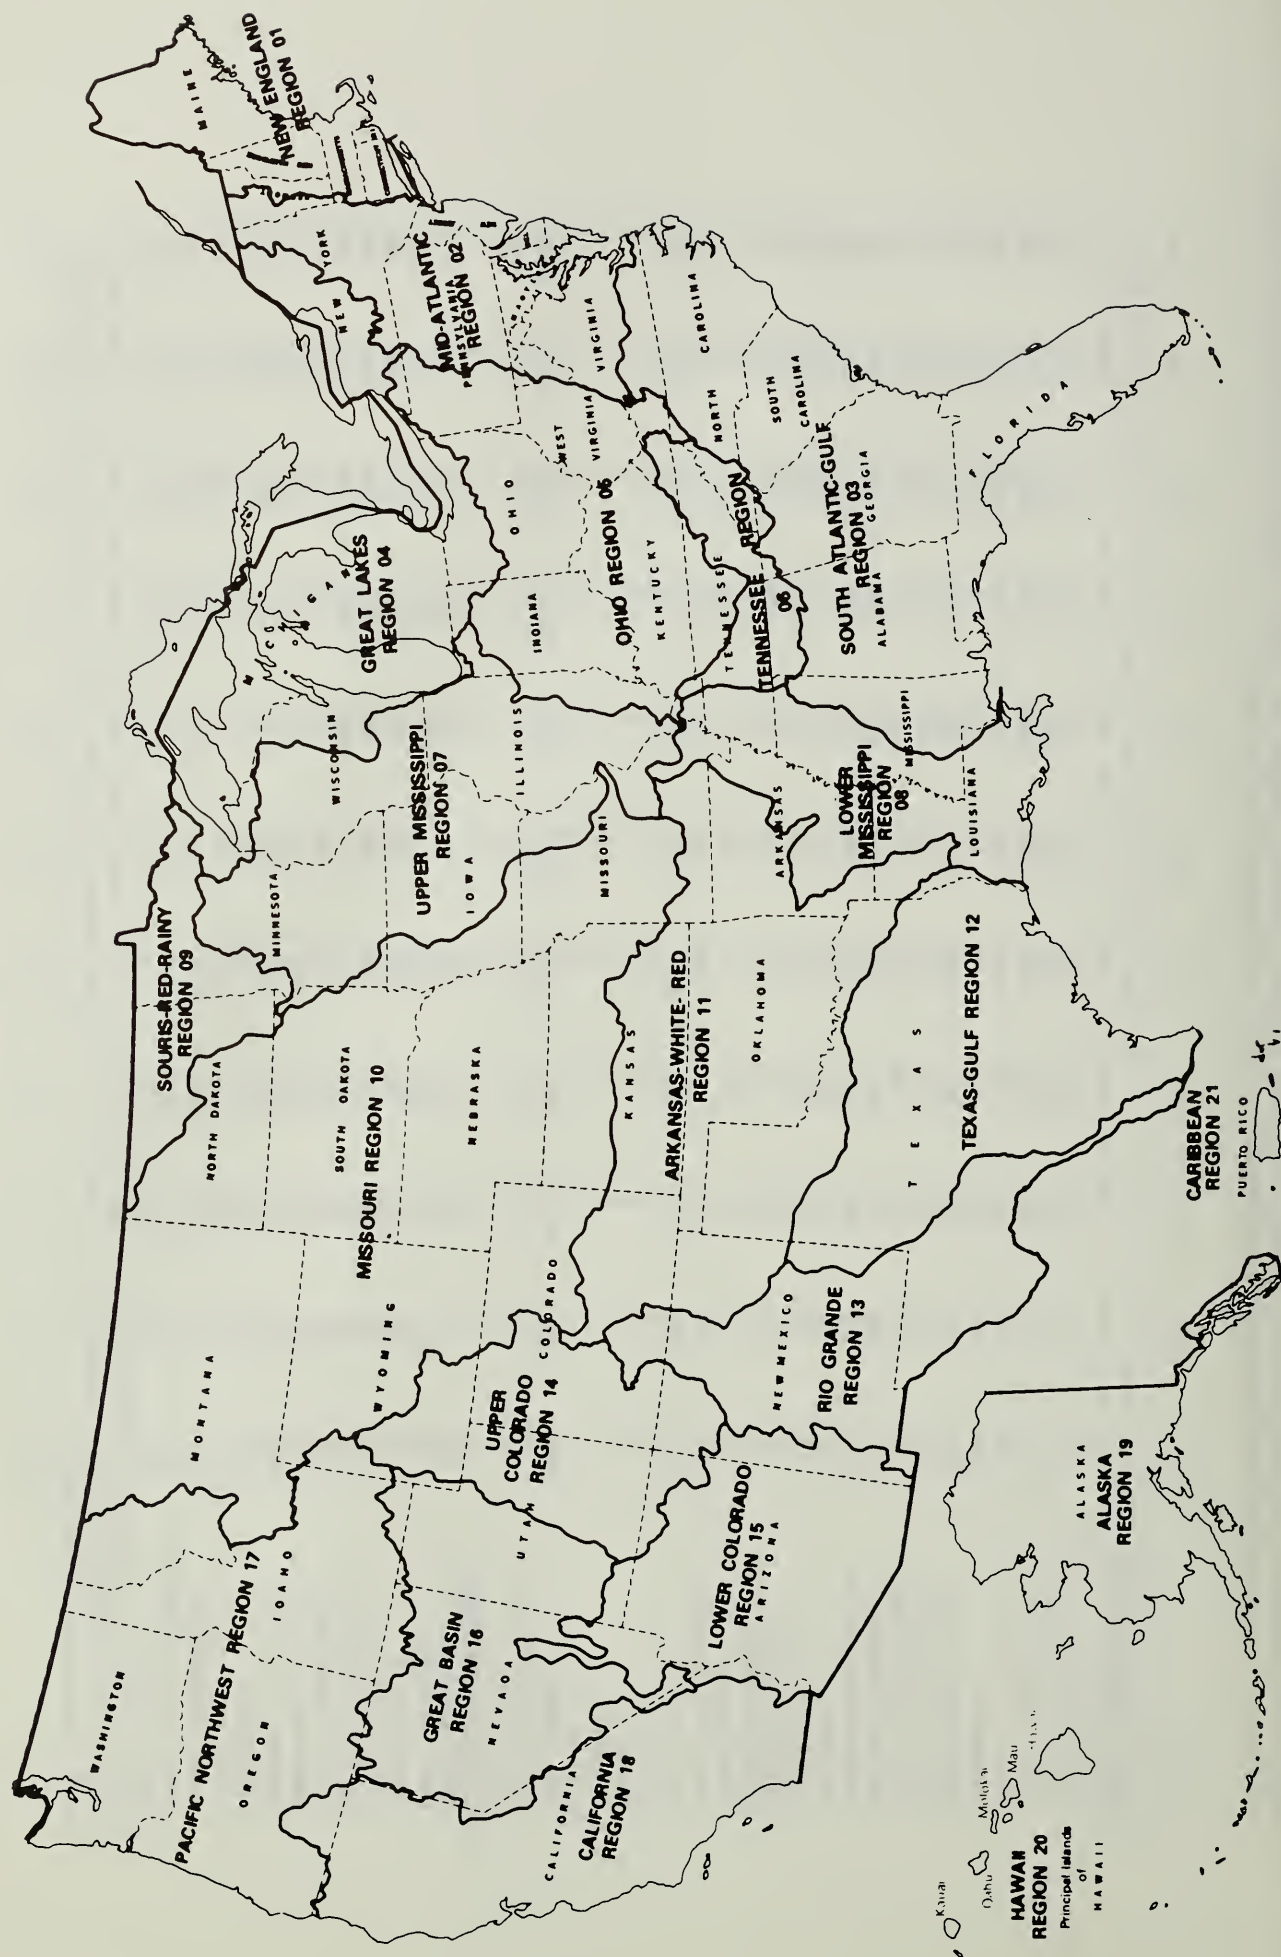 WASHINGTON
PACIFIC NORTHWEST REGION 17
OREGON
IOAHO
MONTANA
NORTH DAKOTA
SOURIS-RED-RAINY
REGION 09
MINNESOTA
SOUTH OAKOTA
MISSOURI REGION 10
WYOMING
NEBRASKA
IOWA
UPPER MISSISSIPPI
REGION 07
WISCONSIN
MICHIGAN
GREAT LAKES
REGION 04
ILLINOIS
INOIANA
OHIO
OHIO REGION 05
KENTUCKY
WEST
VIRGINIA
VIRGINIA
NEW YORK
MID-ATLANTIC
PENNSYLVANIA
REGION 02
MAINE
NEW ENGLAND
REGION 01
GREAT BASIN
REGION 16
NEVAOA
UTAH
UPPER
COLORADO
REGION 14
COLORADO
KANSAS
MISSOURI
CALIFORNIA
CALIFORNIA
REGION 18
LOWER COLORADO
REGION 15
ARIZONA
NEW MEXICO
RIO GRANDE
REGION 13
ARKANSAS-WHITE-RED
REGION 11
OKLAHOMA
ARKANSAS
LOWER
MISSISSIPPI
REGION
08
MISSISSIPPI
LOUISIANA
TENNESSEE
TENNESSEE REGION
06
NORTH CAROLINA
SOUTH
CAROLINA
SOUTH ATLANTIC-GULF
REGION 03
GEORGIA
ALABAMA
FLORIDA
TEXAS
TEXAS-GULF REGION 12
Kauai
Oahu
Molokai
Maui
HAWAII
REGION 20
Principal Islands
of
HAWAII
ALASKA
ALASKA
REGION 19
CARIBBEAN
REGION 21
PUERTO RICO